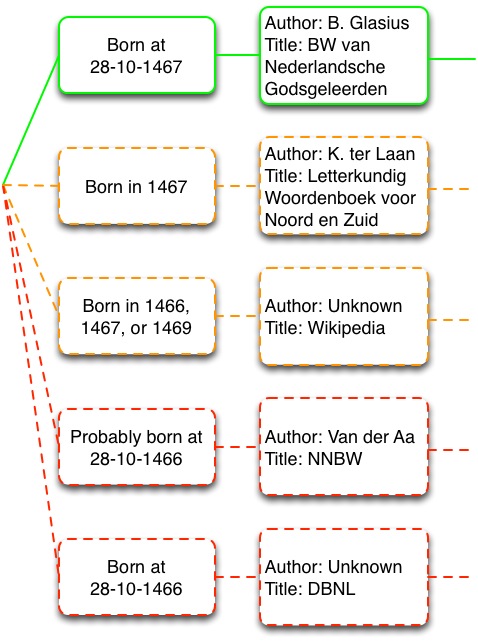 Born at
28-10-1467
Author: B. Glasius
Title: BW van
Nederlandsche
Godsgeleerden
Born in 1467
Author: K. ter Laan
Title: Letterkundig
Woordenboek voor
Noord en Zuid
Born in 1466,
1467, or 1469
Author: Unknown
Title: Wikipedia
Probably born at
28-10-1466
Author: Van der Aa
Title: NNBW
Born at
28-10-1466
Author: Unknown
Title: DBNL